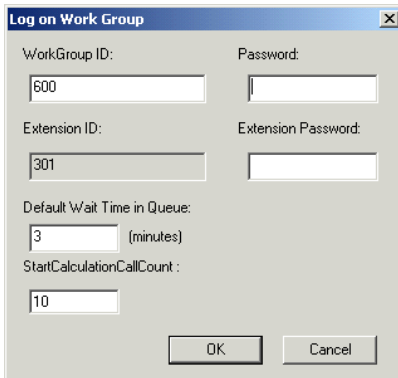 Log on Work Group
WorkGroup ID: Password:
600
Extension ID: Extension Password:
301
Default Wait Time in Queue:
3 (minutes)
StartCalculationCallCount :
10
OK Cancel